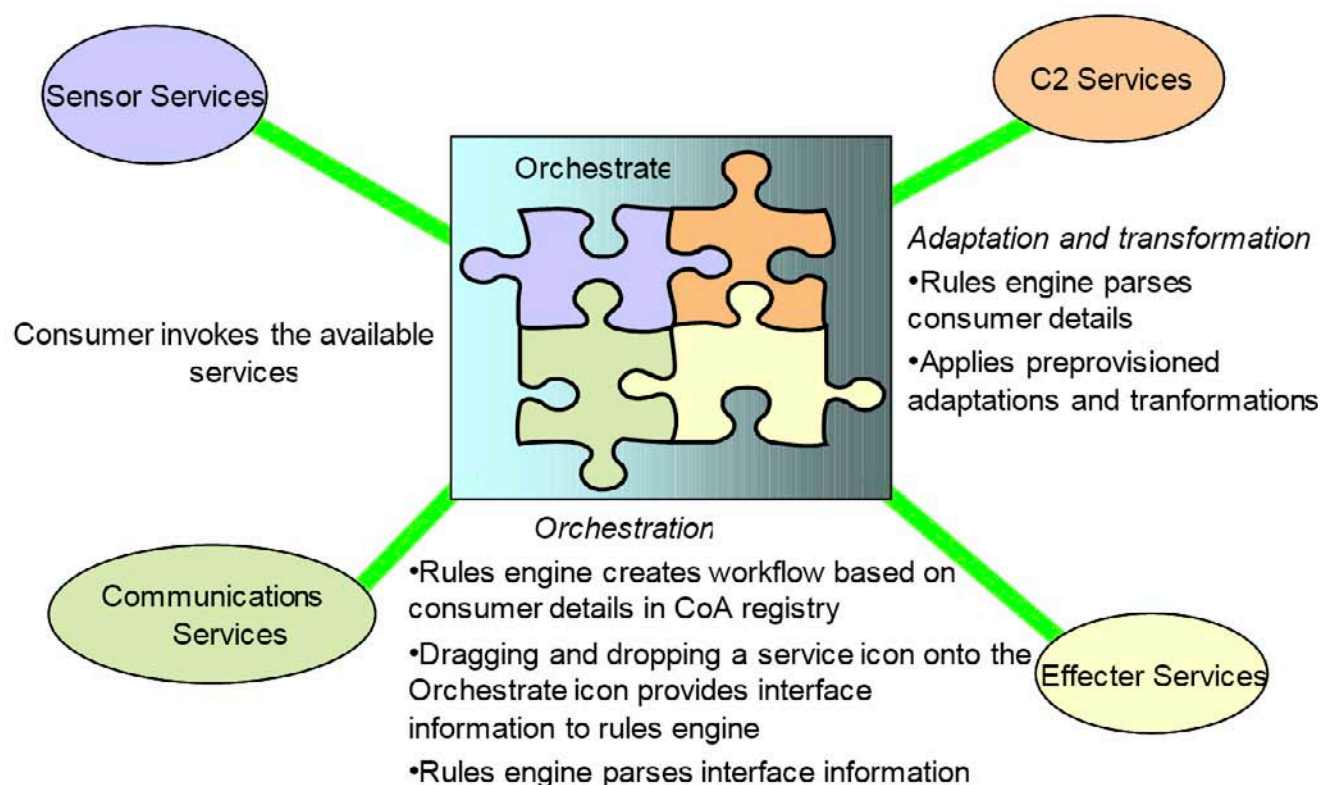 Sensor Services
C2 Services
Orchestrate
Adaptation and transformation
•Rules engine parses
consumer details
•Applies preprovisioned
adaptations and tranformations
Consumer invokes the available
services
Orchestration
•Rules engine creates workflow based on
consumer details in CoA registry
•Dragging and dropping a service icon onto the
Orchestrate icon provides interface
information to rules engine
•Rules engine parses interface information
Communications
Services
Effecter Services